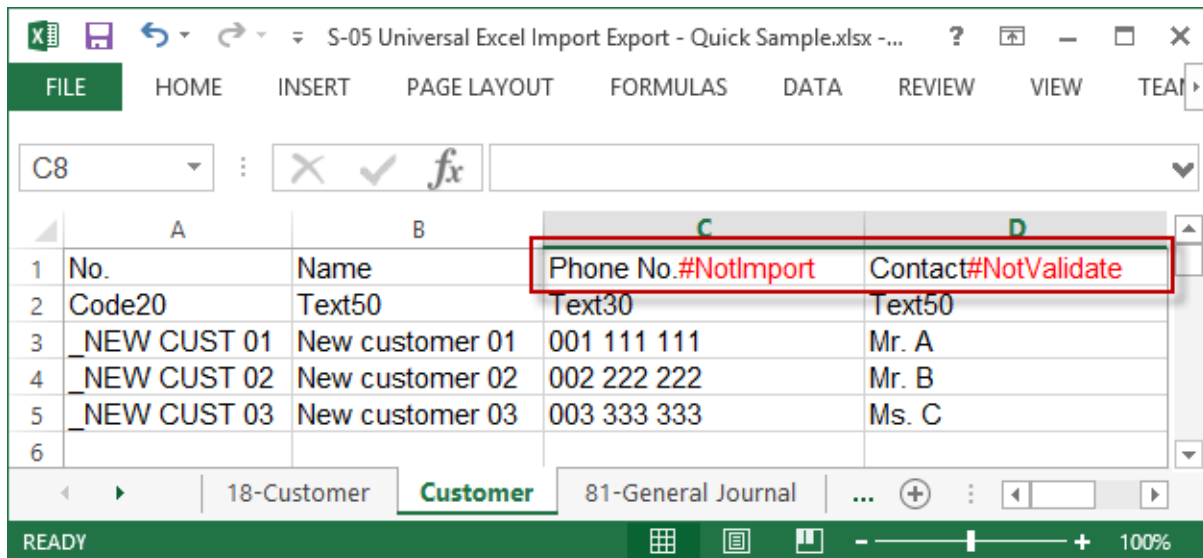 S-05 Universal Excel Import Export - Quick Sample.xlsx -... ?
FILE HOME INSERT PAGE LAYOUT FORMULAS DATA REVIEW VIEW TEAM
C8 fx
A B C D
1 No. Name Phone No.#NotImport Contact#NotValidate
2 Code20 Text50 Text30 Text50
3 _NEW CUST 01 New customer 01 001 111 111 Mr. A
4 _NEW CUST 02 New customer 02 002 222 222 Mr. B
5 _NEW CUST 03 New customer 03 003 333 333 Ms. C
6
18-Customer Customer 81-General Journal ...
READY 100%